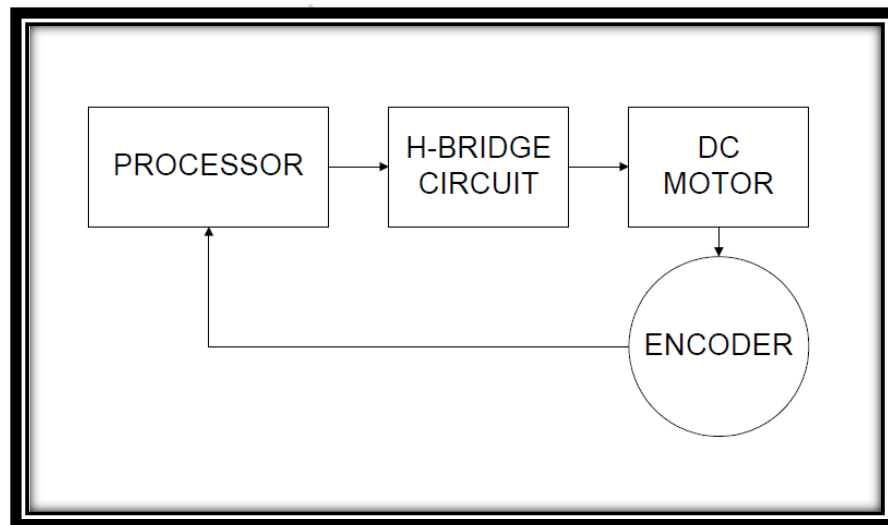 PROCESSOR
H-BRIDGE
CIRCUIT
DC
MOTOR
ENCODER